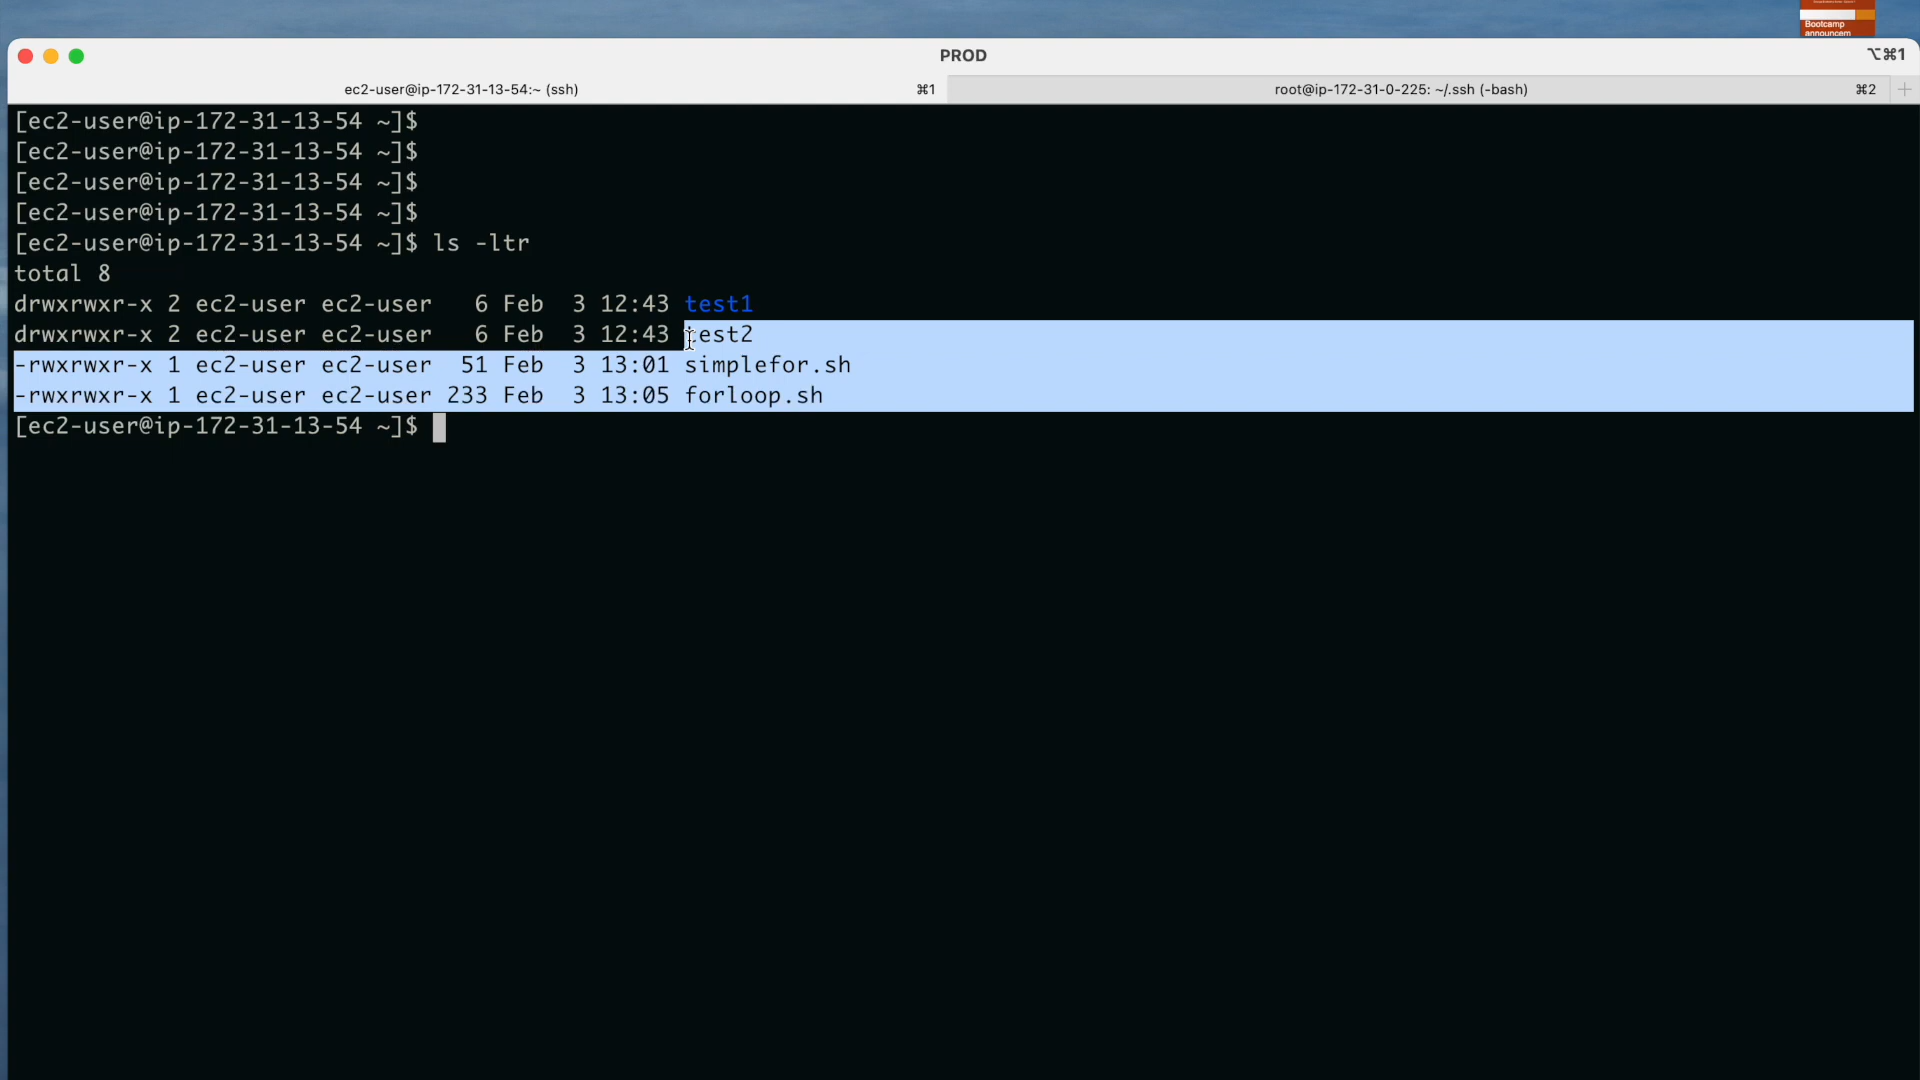 Bootcamp
announcem
PROD
⌥⌘1
ec2-user@ip-172-31-13-54:~ (ssh) ⌘1 root@ip-172-31-0-225: ~/.ssh (-bash) ⌘2 +
[ec2-user@ip-172-31-13-54 ~]$
[ec2-user@ip-172-31-13-54 ~]$
[ec2-user@ip-172-31-13-54 ~]$
[ec2-user@ip-172-31-13-54 ~]$
[ec2-user@ip-172-31-13-54 ~]$ ls -ltr
total 8
drwxrwxr-x 2 ec2-user ec2-user   6 Feb  3 12:43 test1
drwxrwxr-x 2 ec2-user ec2-user   6 Feb  3 12:43 test2
-rwxrwxr-x 1 ec2-user ec2-user  51 Feb  3 13:01 simplefor.sh
-rwxrwxr-x 1 ec2-user ec2-user 233 Feb  3 13:05 forloop.sh
[ec2-user@ip-172-31-13-54 ~]$